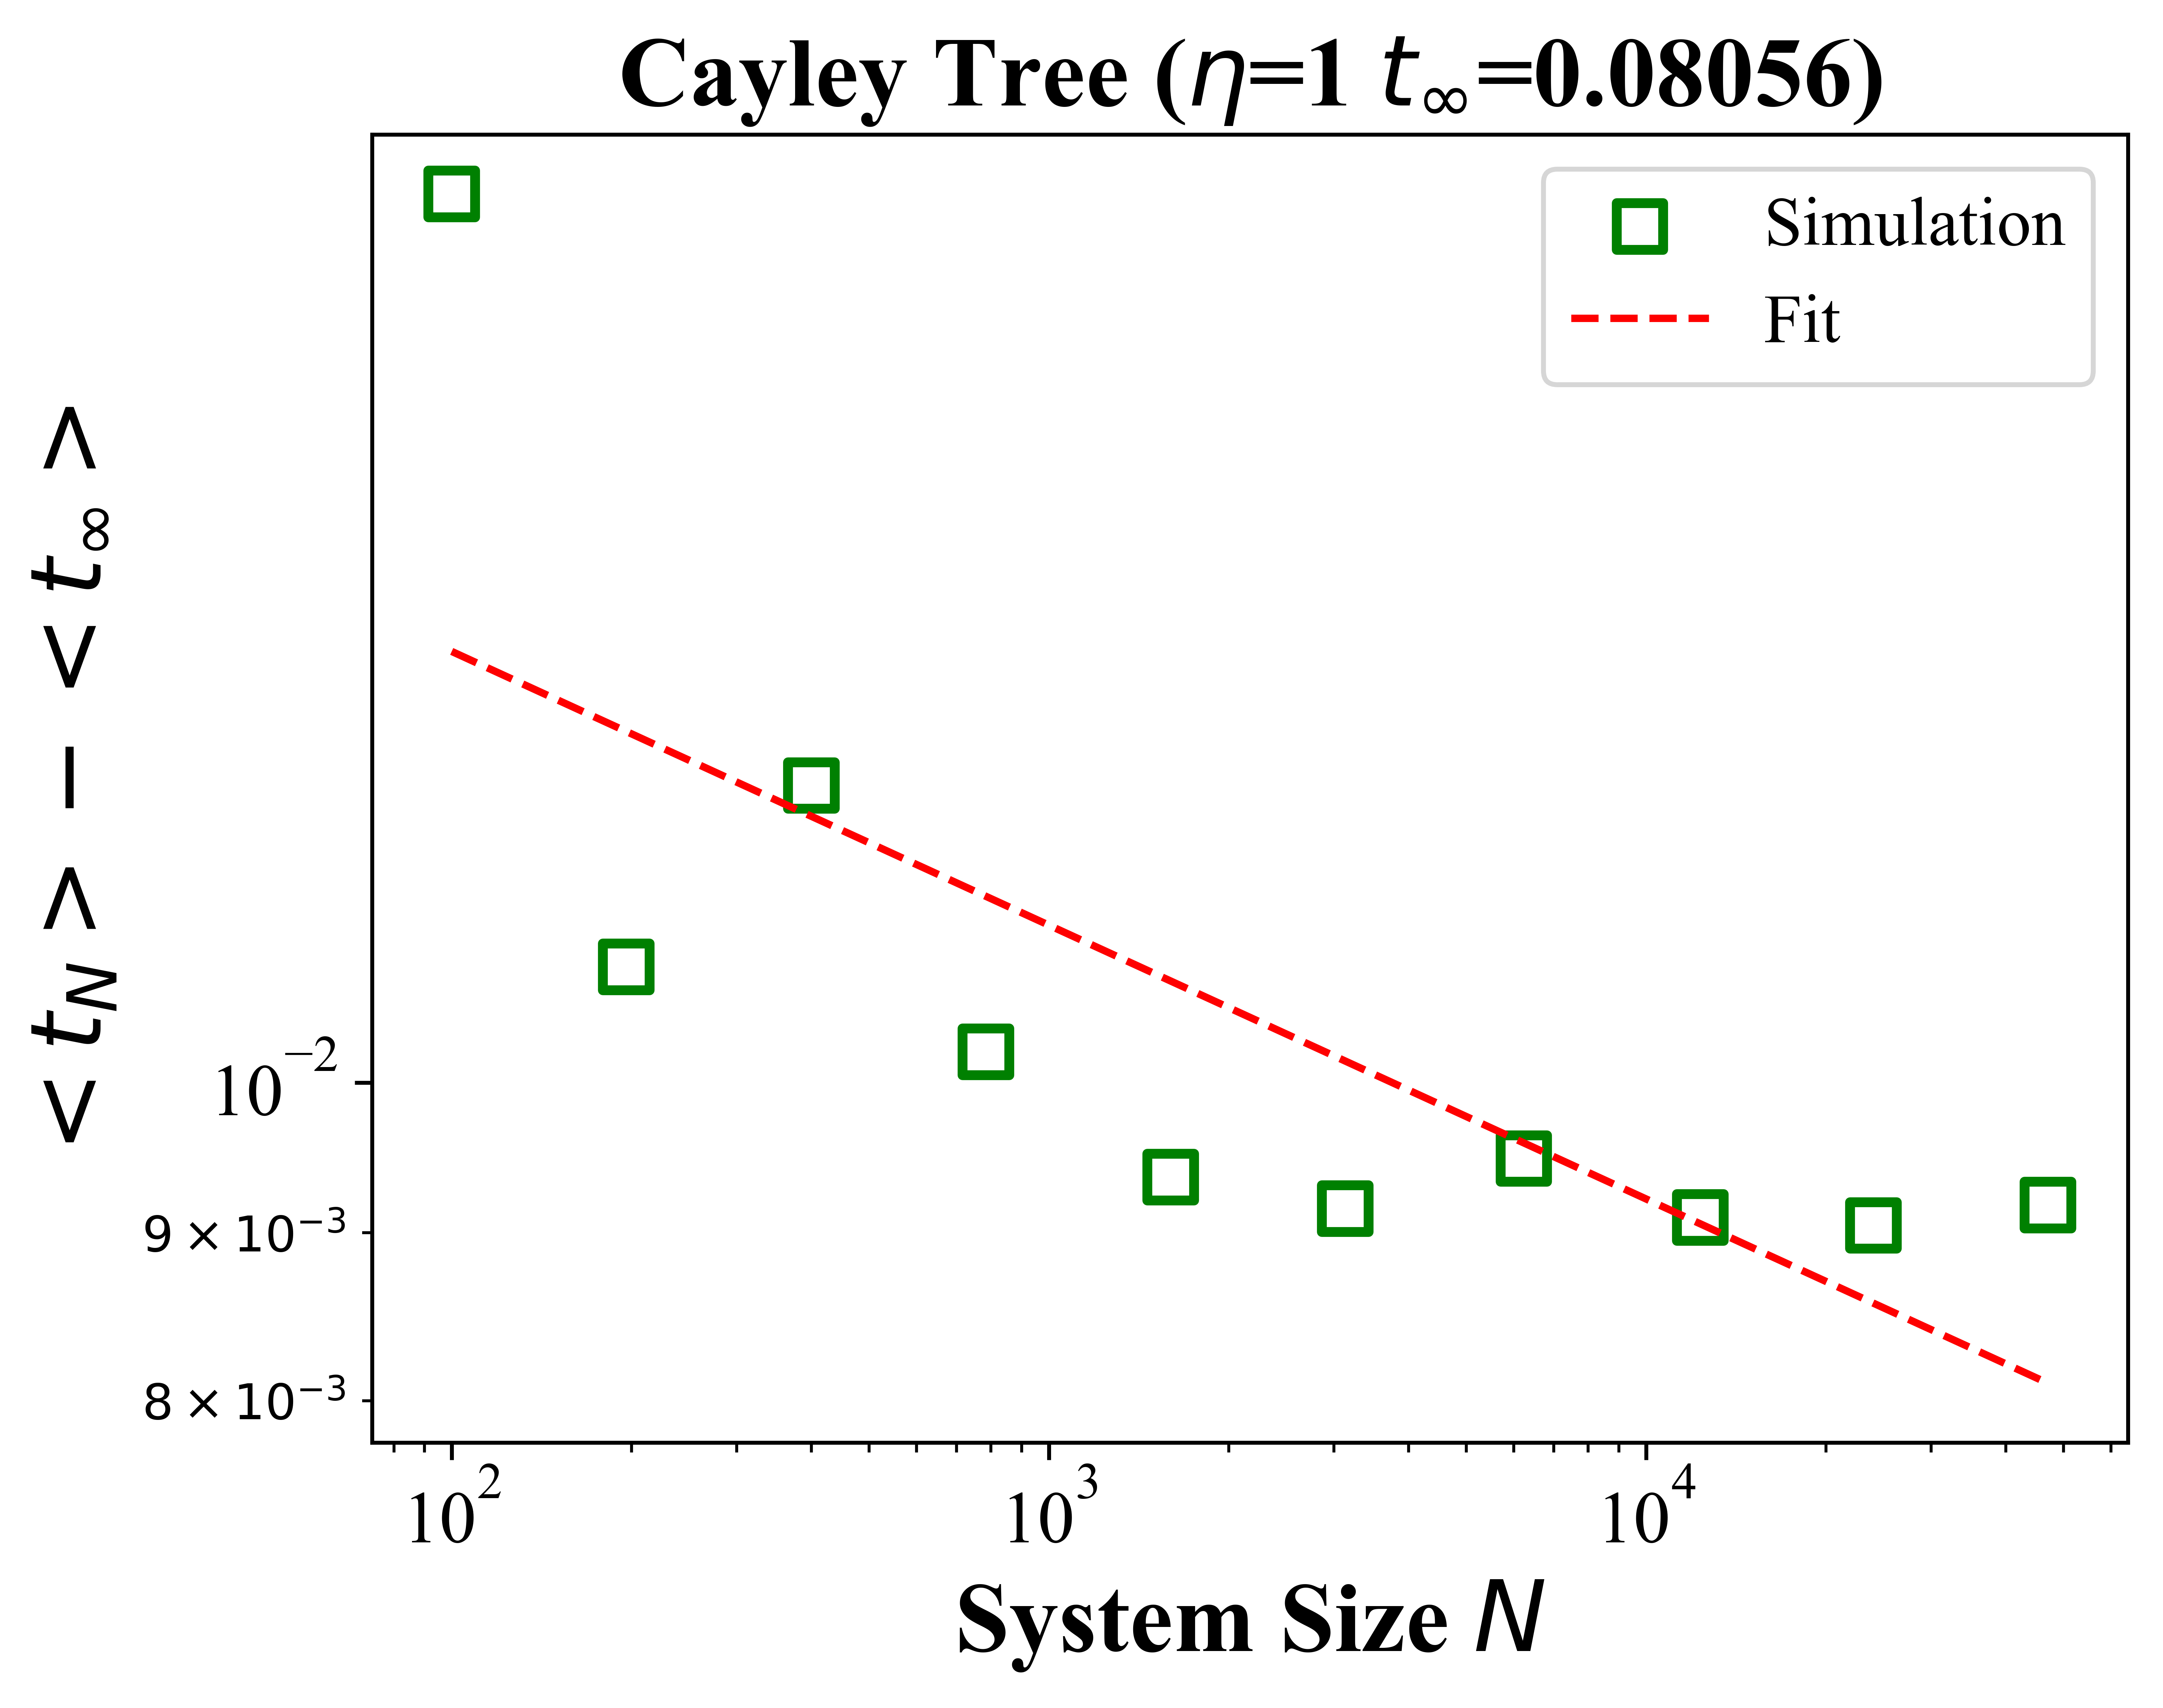 Cayley Tree (η=1 t∞=0.08056)
Simulation
Fit
< t_N > − < t∞ >
10⁻²
9 × 10⁻³
8 × 10⁻³
10² 10³ 10⁴
System Size N